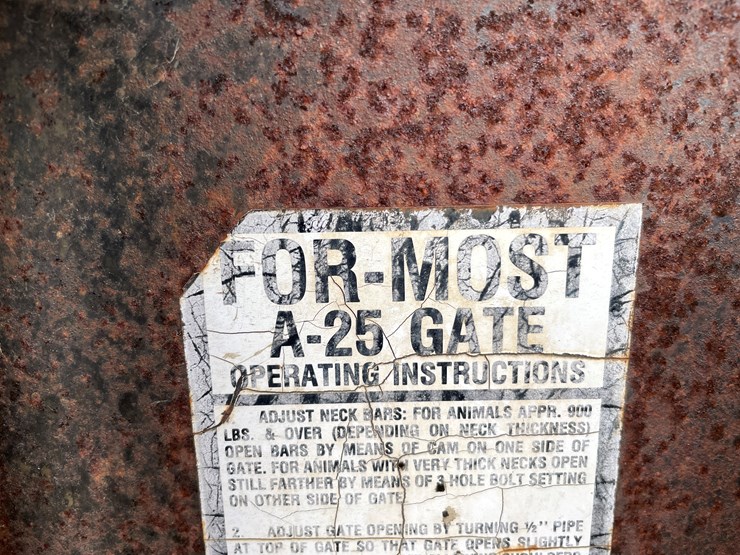 FOR-MOST
A-25 GATE
OPERATING INSTRUCTIONS
ADJUST NECK BARS: FOR ANIMALS APPR. 900
LBS. & OVER (DEPENDING ON NECK THICKNESS)
OPEN BARS BY MEANS OF CAM ON ONE SIDE OF
GATE. FOR ANIMALS WITH VERY THICK NECKS OPEN
STILL FARTHER BY MEANS OF 3-HOLE BOLT SETTING
ON OTHER SIDE OF GATE.
2. ADJUST GATE OPENING BY TURNING ½" PIPE
AT TOP OF GATE SO THAT GATE OPENS SLIGHTLY
SHOULDERS